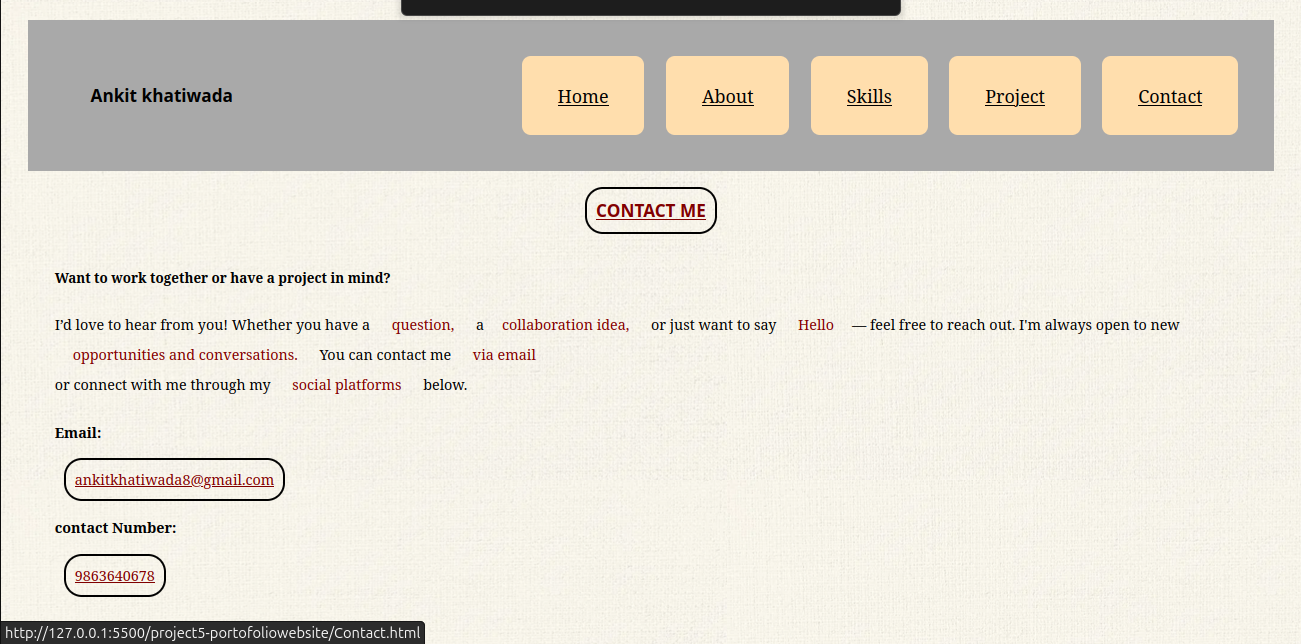 Ankit khatiwada
Home About Skills Project Contact
CONTACT ME
Want to work together or have a project in mind?
I'd love to hear from you! Whether you have a question, a collaboration idea, or just want to say Hello — feel free to reach out. I'm always open to new
opportunities and conversations. You can contact me via email
or connect with me through my social platforms below.
Email:
ankitkhatiwada8@gmail.com
contact Number:
9863640678
http://127.0.0.1:5500/project5-portofoliowebsite/Contact.html